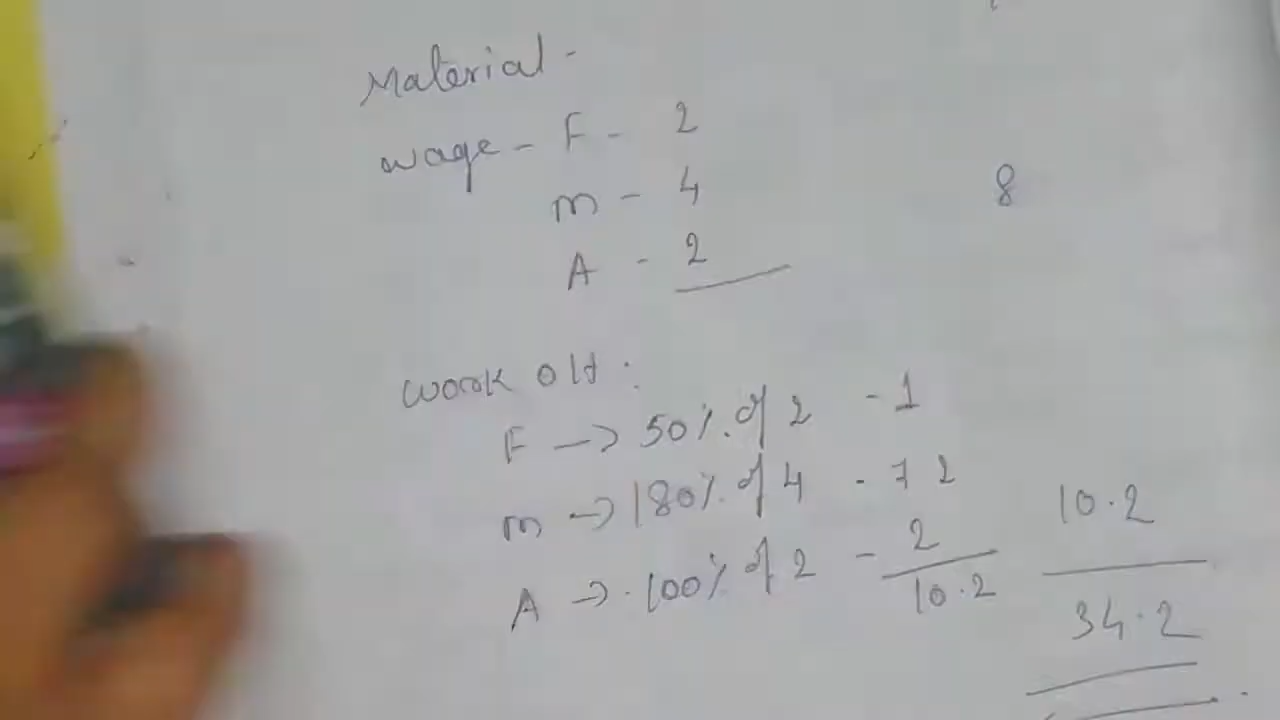 Material -
wage - F - 2
m - 4
A - 2
8
work oH :
F → 50% of 2 - 1
m → 180% of 4 - 7 2
A → 100% of 2 - 2
10.2
10.2
34.2